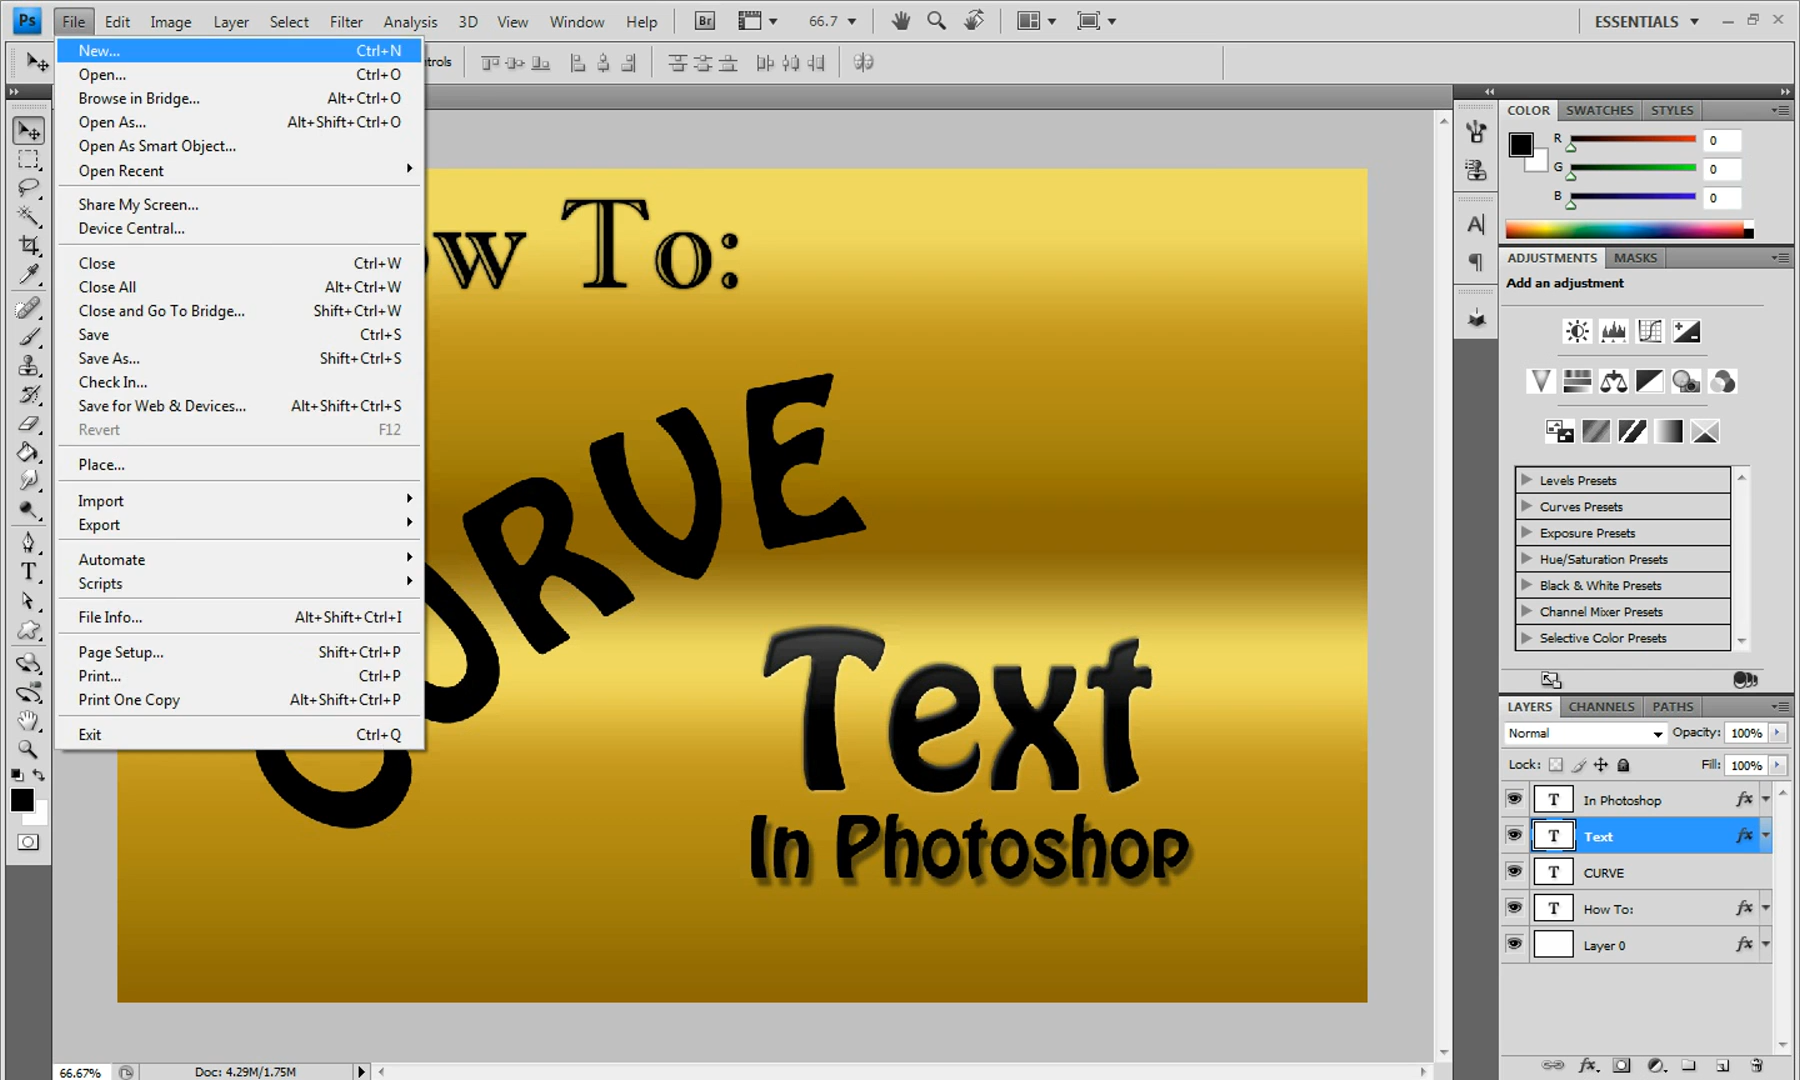 Ps File Edit Image Layer Select Filter Analysis 3D View Window Help Br 66.7 ESSENTIALS
ntrols
New... Ctrl+N
Open... Ctrl+O
Browse in Bridge... Alt+Ctrl+O
Open As... Alt+Shift+Ctrl+O
Open As Smart Object...
Open Recent
Share My Screen...
Device Central...
Close Ctrl+W
Close All Alt+Ctrl+W
Close and Go To Bridge... Shift+Ctrl+W
Save Ctrl+S
Save As... Shift+Ctrl+S
Check In...
Save for Web & Devices... Alt+Shift+Ctrl+S
Revert F12
Place...
Import
Export
Automate
Scripts
File Info... Alt+Shift+Ctrl+I
Page Setup... Shift+Ctrl+P
Print... Ctrl+P
Print One Copy Alt+Shift+Ctrl+P
Exit Ctrl+Q
ow To:
CURVE
Text
In Photoshop
COLOR SWATCHES STYLES
R 0
G 0
B 0
ADJUSTMENTS MASKS
Add an adjustment
Levels Presets
Curves Presets
Exposure Presets
Hue/Saturation Presets
Black & White Presets
Channel Mixer Presets
Selective Color Presets
LAYERS CHANNELS PATHS
Normal Opacity: 100%
Lock: Fill: 100%
T In Photoshop fx
T Text fx
T CURVE
T How To: fx
Layer 0 fx
66.67% Doc: 4.29M/1.75M